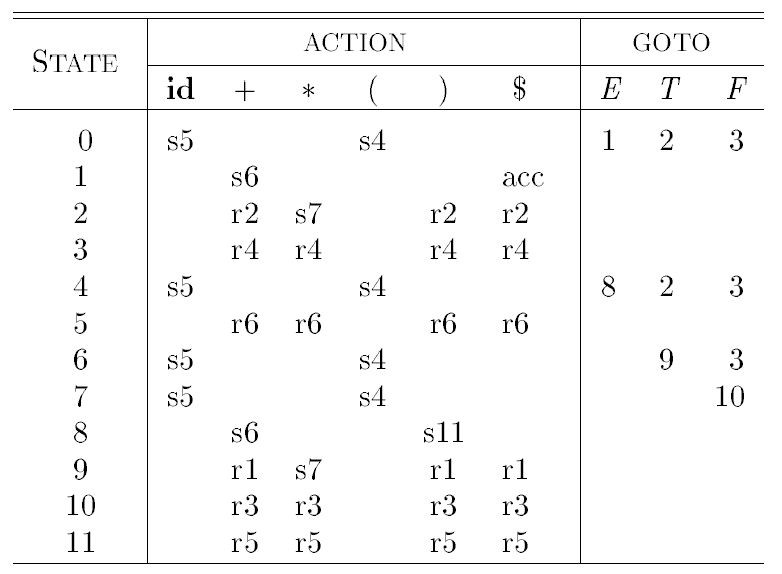 STATE ACTION GOTO
id + * ( ) $ E T F
0 s5 s4 1 2 3
1 s6 acc
2 r2 s7 r2 r2
3 r4 r4 r4 r4
4 s5 s4 8 2 3
5 r6 r6 r6 r6
6 s5 s4 9 3
7 s5 s4 10
8 s6 s11
9 r1 s7 r1 r1
10 r3 r3 r3 r3
11 r5 r5 r5 r5